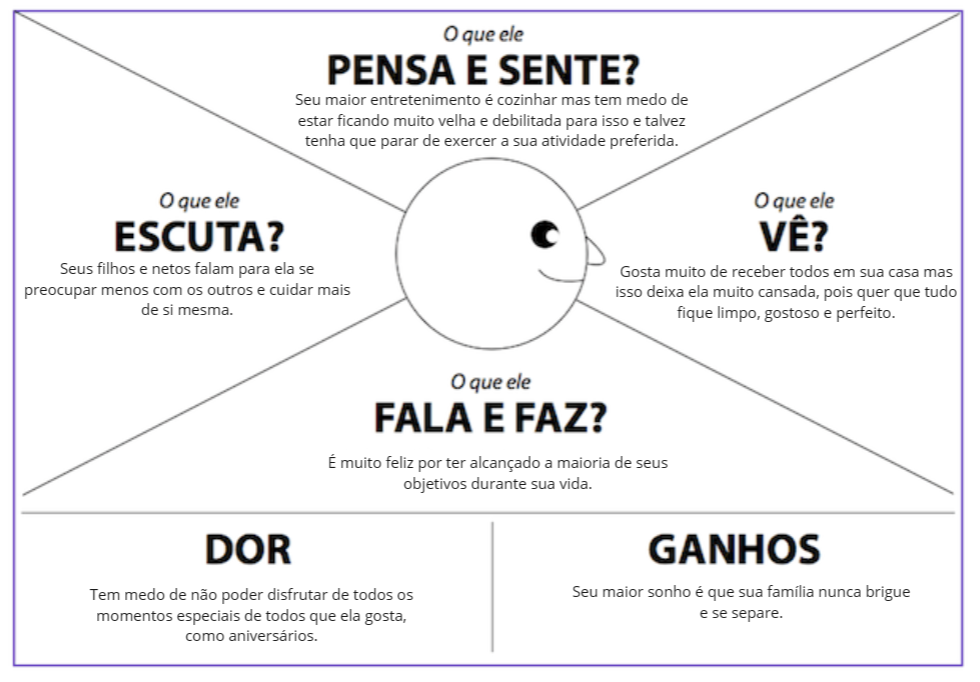 O que ele
PENSA E SENTE?
Seu maior entretenimento é cozinhar mas tem medo de
estar ficando muito velha e debilitada para isso e talvez
tenha que parar de exercer a sua atividade preferida.
O que ele
ESCUTA?
Seus filhos e netos falam para ela se
preocupar menos com os outros e cuidar mais
de si mesma.
O que ele
VÊ?
Gosta muito de receber todos em sua casa mas
isso deixa ela muito cansada, pois quer que tudo
fique limpo, gostoso e perfeito.
O que ele
FALA E FAZ?
É muito feliz por ter alcançado a maioria de seus
objetivos durante sua vida.
DOR
Tem medo de não poder disfrutar de todos os
momentos especiais de todos que ela gosta,
como aniversários.
GANHOS
Seu maior sonho é que sua família nunca brigue
e se separe.